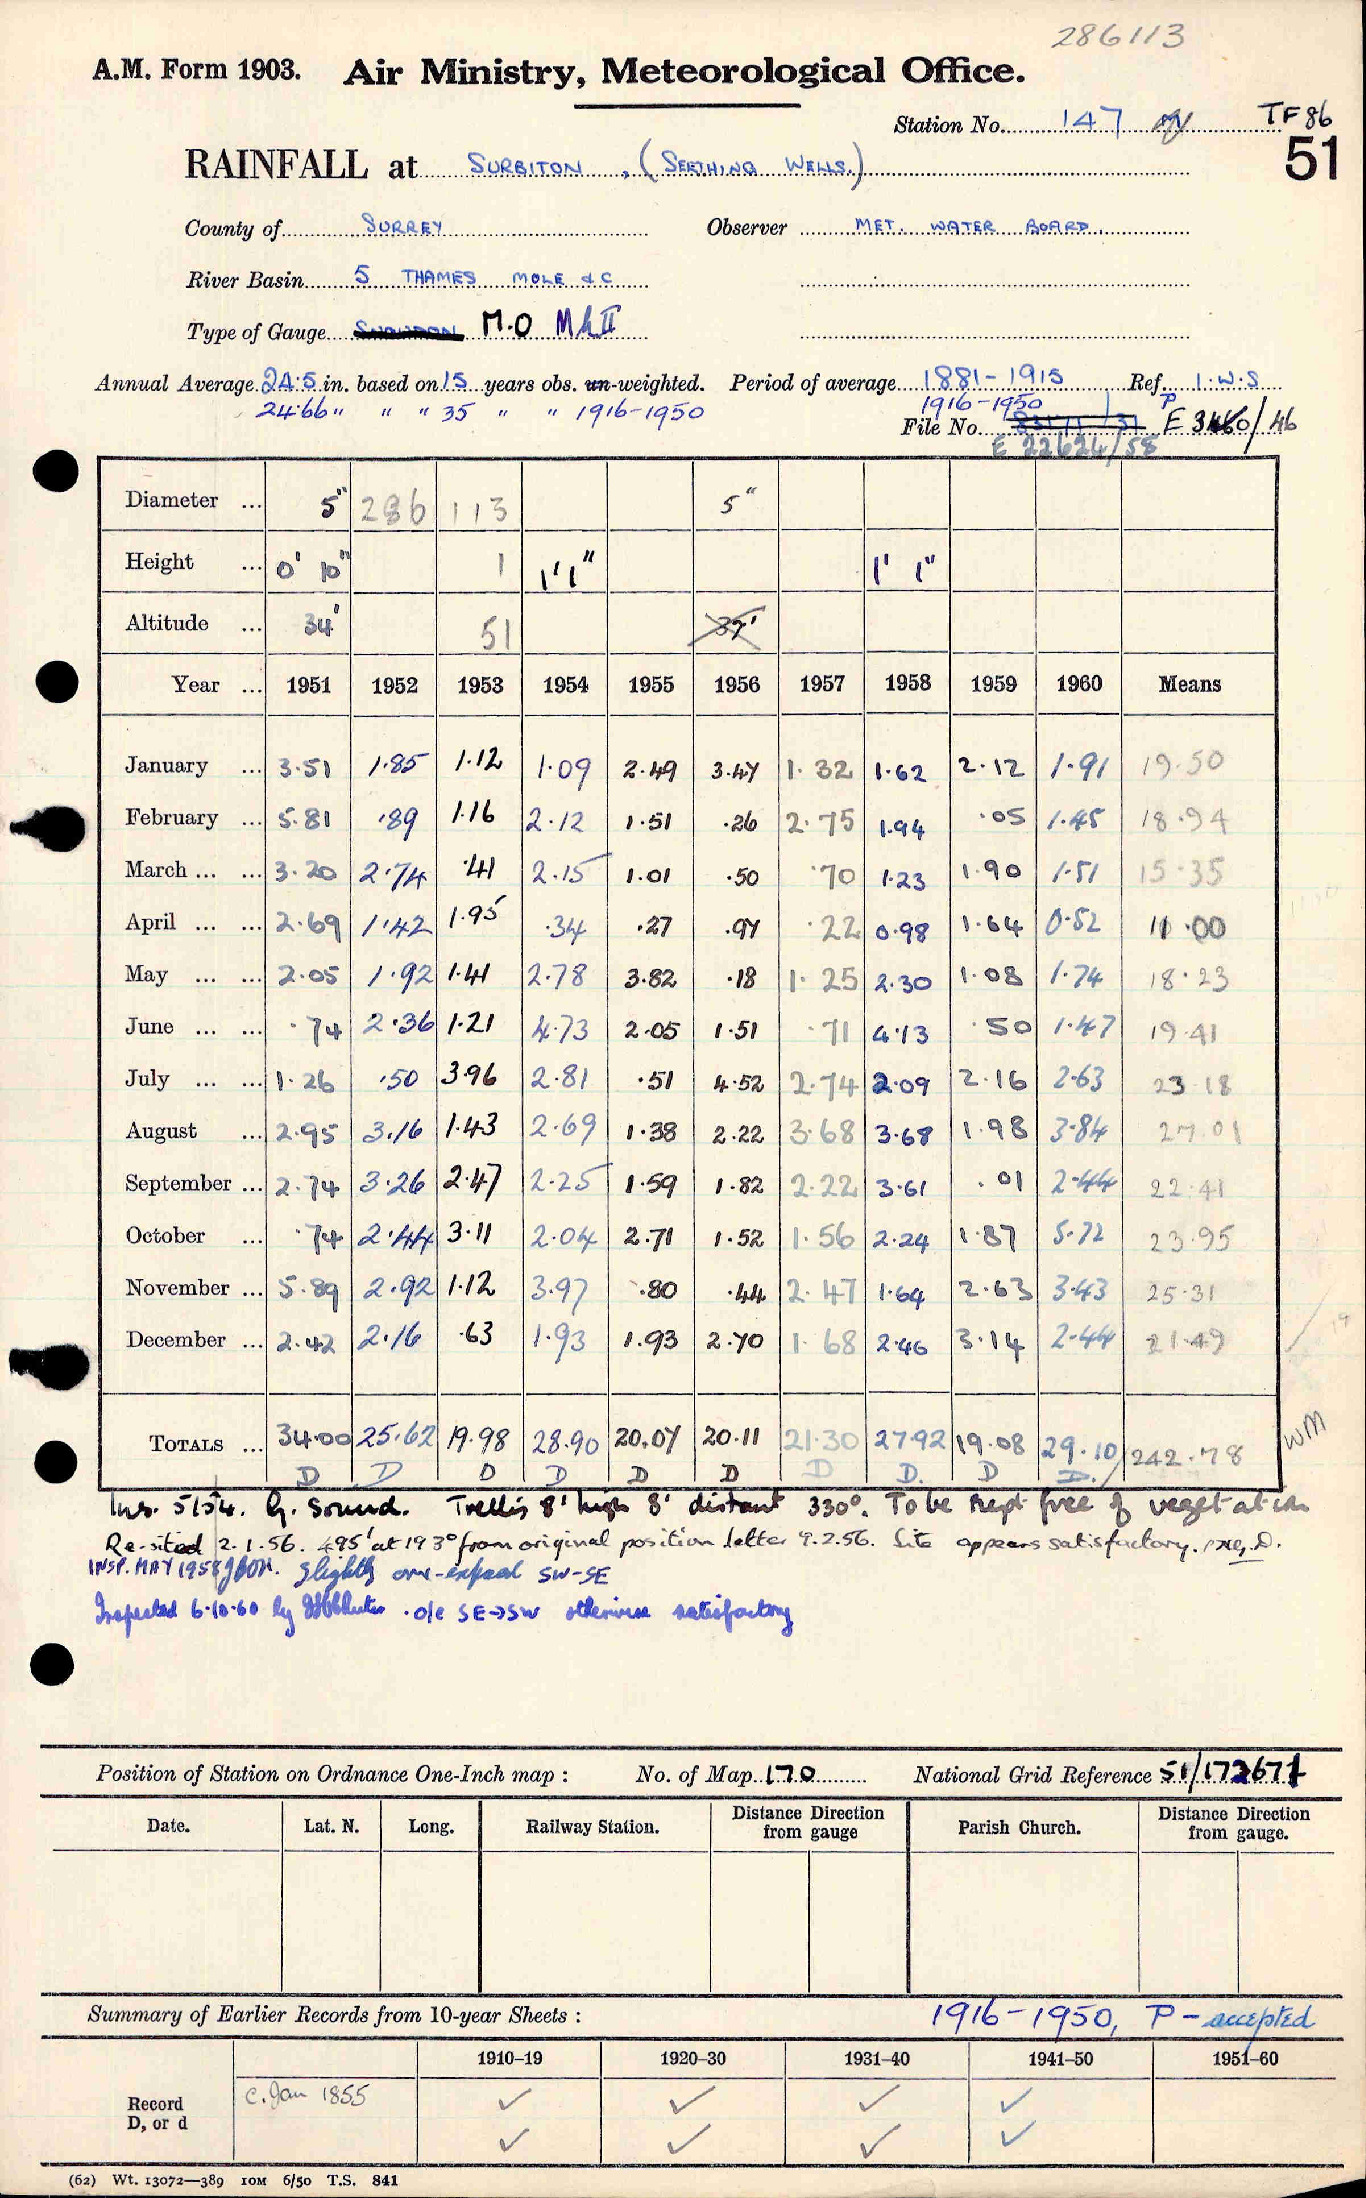 286113
A.M. Form 1903. Air Ministry, Meteorological Office.
Station No. 147 TF 86
RAINFALL at SURBITON, (SEETHING WELLS.) 51
County of SURREY Observer MET. WATER BOARD.
River Basin 5 THAMES MOLE &C
Type of Gauge SNOWDON M.O Mk II
Annual Average 24.5 in. based on 15 years obs. un-weighted. Period of average 1881-1915 Ref. I.W.S
24.66 " " " 35 " " 1916-1950 1916-1950
File No. E 3460/46
E 22624/58
Diameter ... 5" 286 113 5"
Height ... 0' 10" 1 1' 1" 1' 1"
Altitude ... 34' 51 37'
Year ... 1951 1952 1953 1954 1955 1956 1957 1958 1959 1960 Means
January ... 3.51 1.85 1.12 1.09 2.49 3.47 1.32 1.62 2.12 1.91 19.50
February ... 5.81 .89 1.16 2.12 1.51 .26 2.75 1.94 .05 1.45 18.94
March ... ... 3.20 2.74 .41 2.15 1.01 .50 .70 1.23 1.90 1.51 15.35
April ... ... 2.69 1.42 1.95 .34 .27 .97 .22 0.98 1.64 0.52 11.00
May ... ... 2.05 1.92 1.41 2.78 3.82 .18 1.25 2.30 1.08 1.74 18.23
June ... ... .74 2.36 1.21 4.73 2.05 1.51 .71 4.13 .50 1.47 19.41
July ... ... 1.26 .50 3.96 2.81 .51 4.52 2.74 2.09 2.16 2.63 23.18
August ... 2.95 3.16 1.43 2.69 1.38 2.22 3.68 3.68 1.98 3.84 27.01
September ... 2.74 3.26 2.47 2.25 1.59 1.82 2.22 3.61 .01 2.44 22.41
October ... .74 2.44 3.11 2.04 2.71 1.52 1.56 2.24 1.87 5.72 23.95
November ... 5.89 2.92 1.12 3.97 .80 .44 2.47 1.64 2.63 3.43 25.31
December ... 2.42 2.16 .63 1.93 1.93 2.70 1.68 2.46 3.14 2.44 21.49
TOTALS ... 34.00 25.62 19.98 28.90 20.07 20.11 21.30 27.92 19.08 29.10 242.78
WM
D D D D D D D D. D D.
Ins. 5/54. G. sound. Trellis 8' high 8' distant 330°. To be kept free of vegetation
Re-sited 2.1.56. 495' at 193° from original position letter 9.2.56. Site appears satisfactory.
INSP. MAY 1958 Slightly over-exposed SW-SE
Inspected 6.10.60 by o/e SE→SW otherwise satisfactory
Position of Station on Ordnance One-Inch map : No. of Map 170 National Grid Reference 51/172677
Date. Lat. N. Long. Railway Station. Distance Direction from gauge Parish Church. Distance Direction from gauge.
Summary of Earlier Records from 10-year Sheets : 1916-1950, P - accepted
1910–19 1920–30 1931–40 1941–50 1951–60
Record D, or d c. Jan 1855 ✓ ✓ ✓ ✓
✓ ✓ ✓ ✓
(62) Wt. 13072—389 10M 6/50 T.S. 841